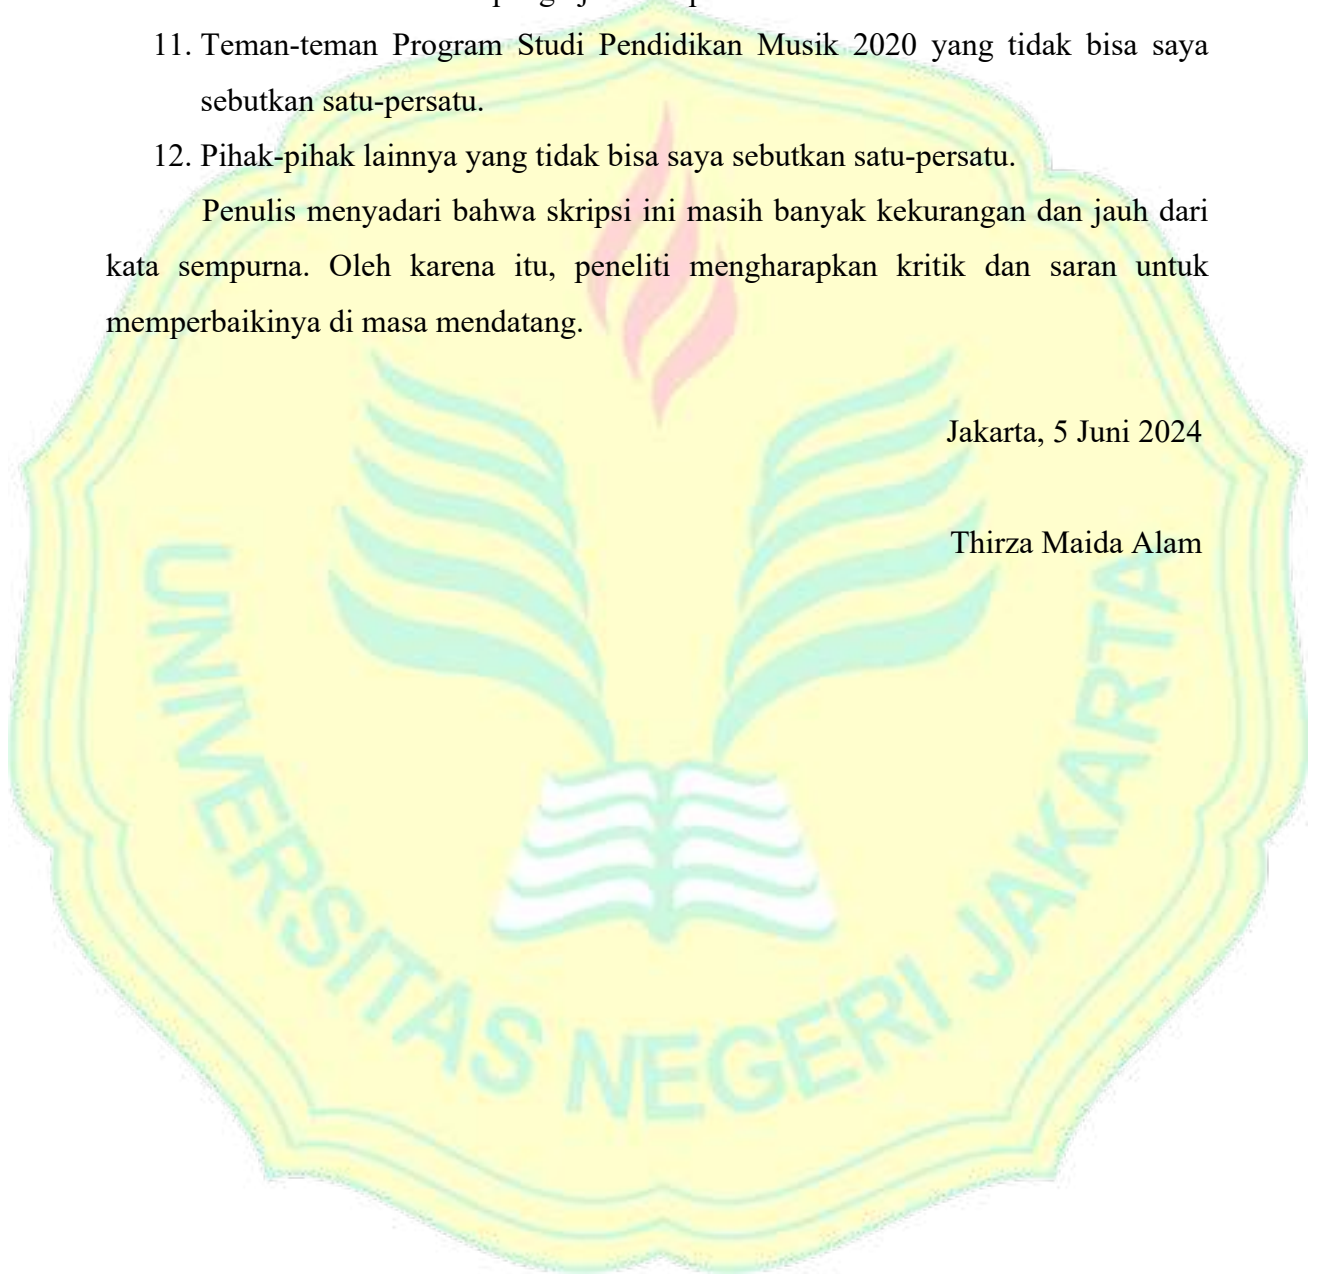 11. Teman-teman Program Studi Pendidikan Musik 2020 yang tidak bisa saya
sebutkan satu-persatu.
12. Pihak-pihak lainnya yang tidak bisa saya sebutkan satu-persatu.
Penulis menyadari bahwa skripsi ini masih banyak kekurangan dan jauh dari
kata sempurna. Oleh karena itu, peneliti mengharapkan kritik dan saran untuk
memperbaikinya di masa mendatang.
Jakarta, 5 Juni 2024
Thirza Maida Alam
UNIVERSITAS NEGERI JAKARTA